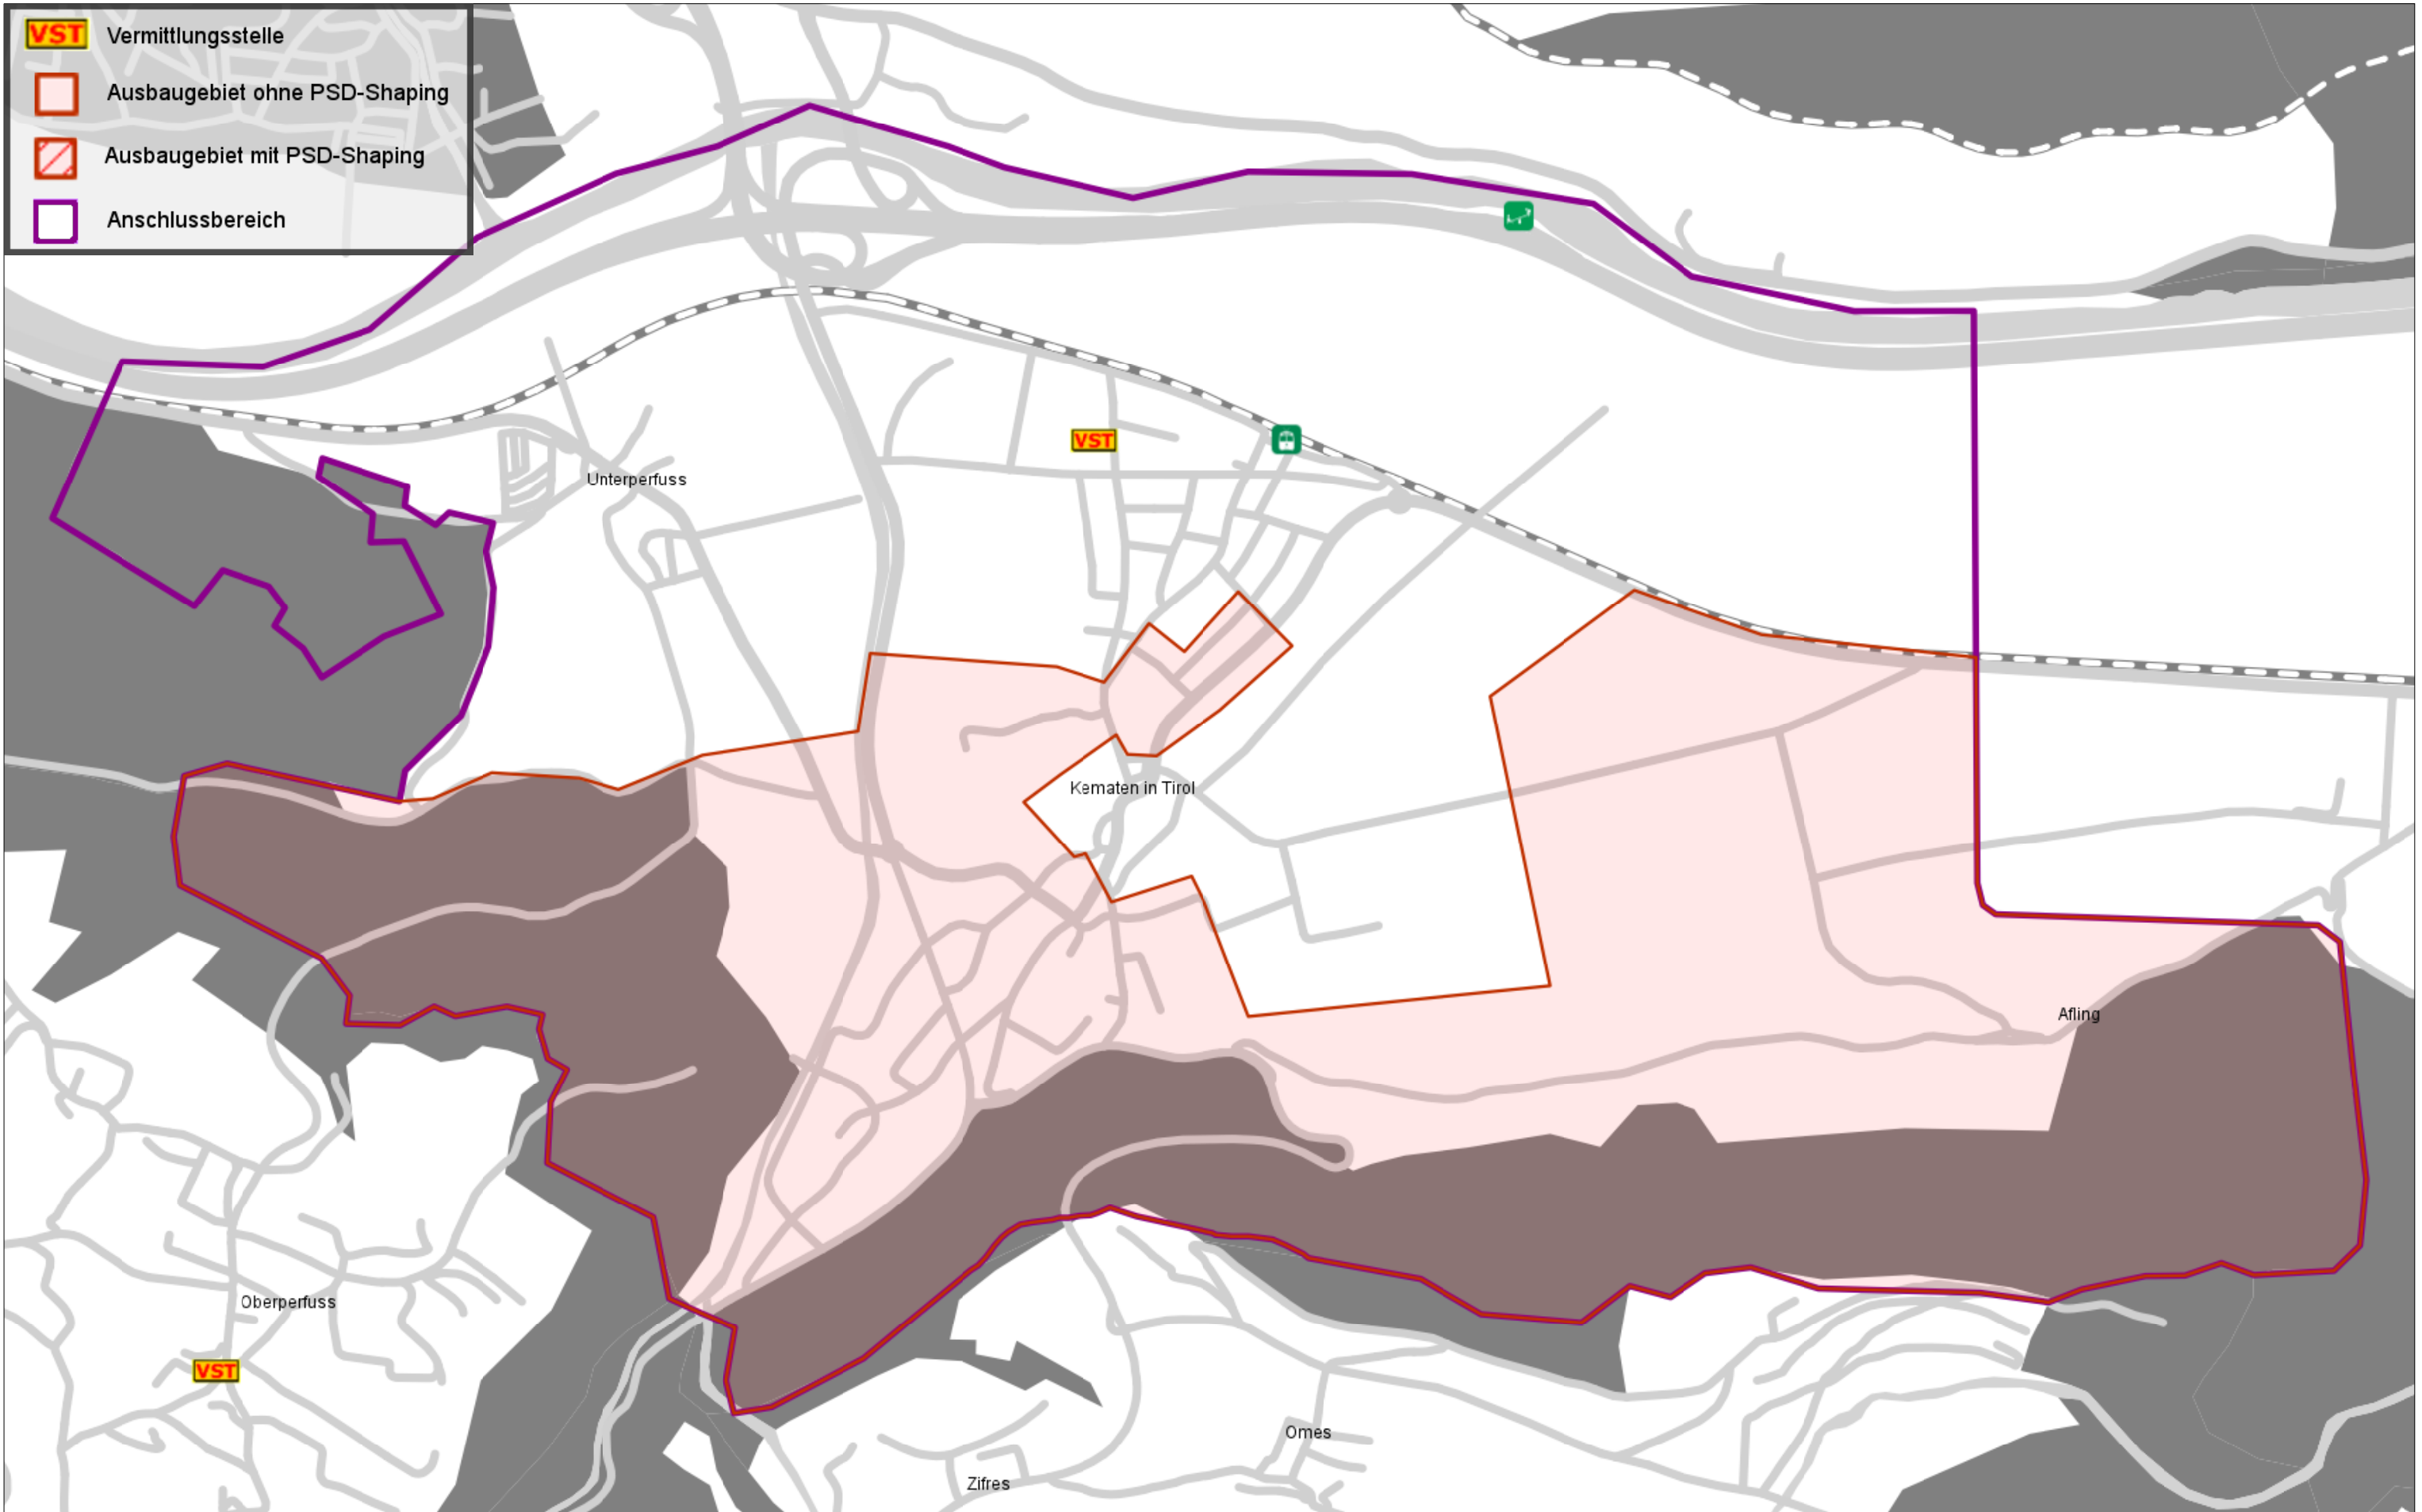 VST Vermittlungsstelle
Ausbaugebiet ohne PSD-Shaping
Ausbaugebiet mit PSD-Shaping
Anschlussbereich
VST
Unterperfuss
Kematen in Tirol
Afling
Oberperfuss
VST
Omes
Zifres